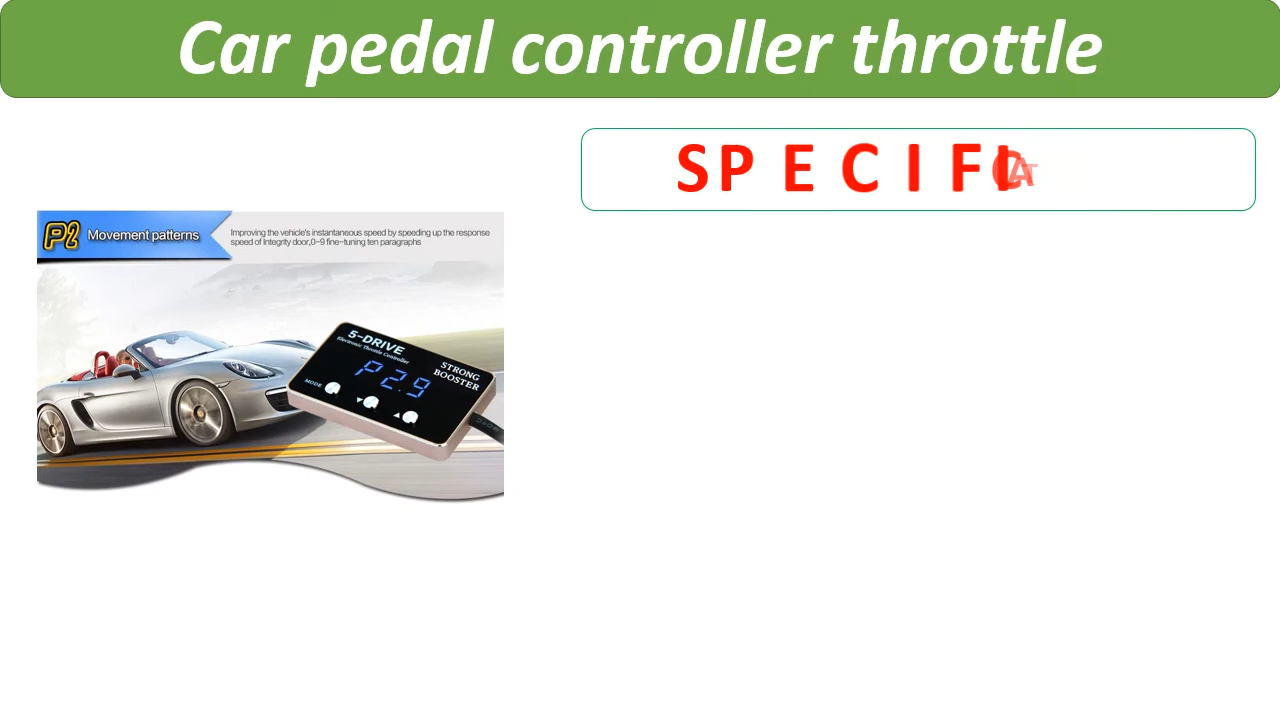 Car pedal controller throttle
S P E C I F I C A T
P2 Movement patterns
Improving the vehicle's instantaneous speed by speeding up the response
speed of Integrity door,0-9 fine-tuning ten paragraphs
5-DRIVE
Electronic Throttle Controller
STRONG
BOOSTER
P2.9
MODE